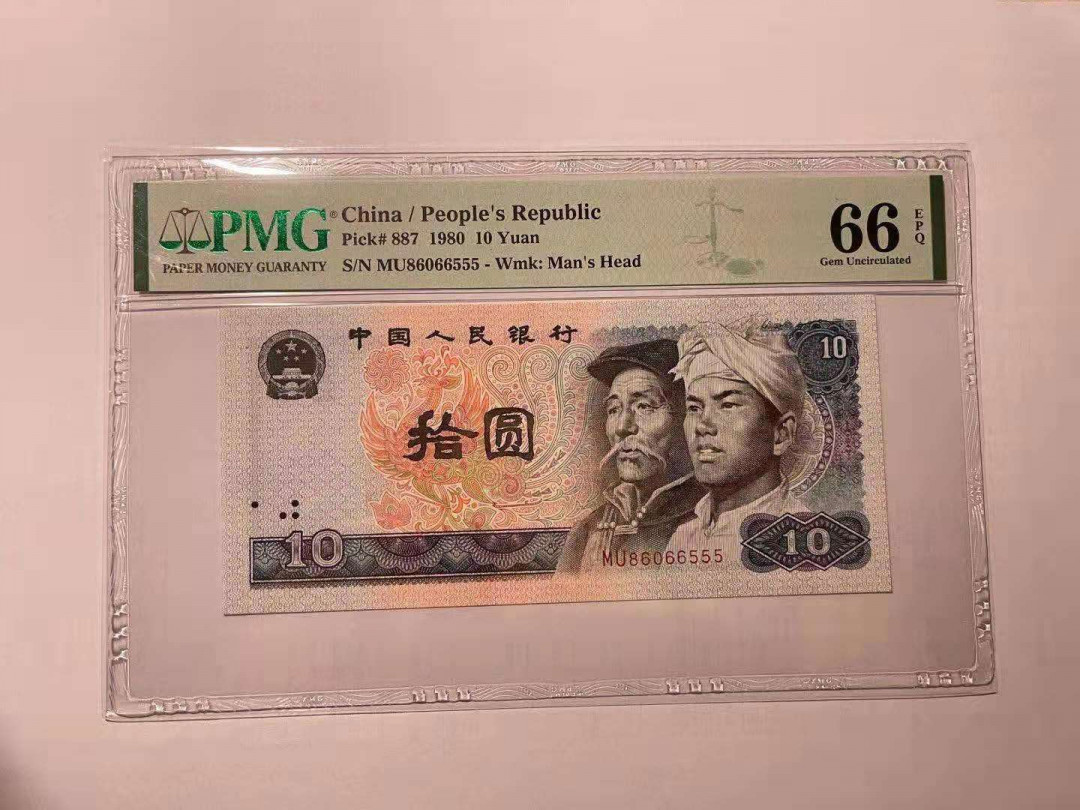 PMG®
PAPER MONEY GUARANTY
China / People's Republic
Pick# 887 1980 10 Yuan
S/N MU86066555 - Wmk: Man's Head
66
EPQ
Gem Uncirculated
中国人民银行
10
拾圆
10
MU86066555
10